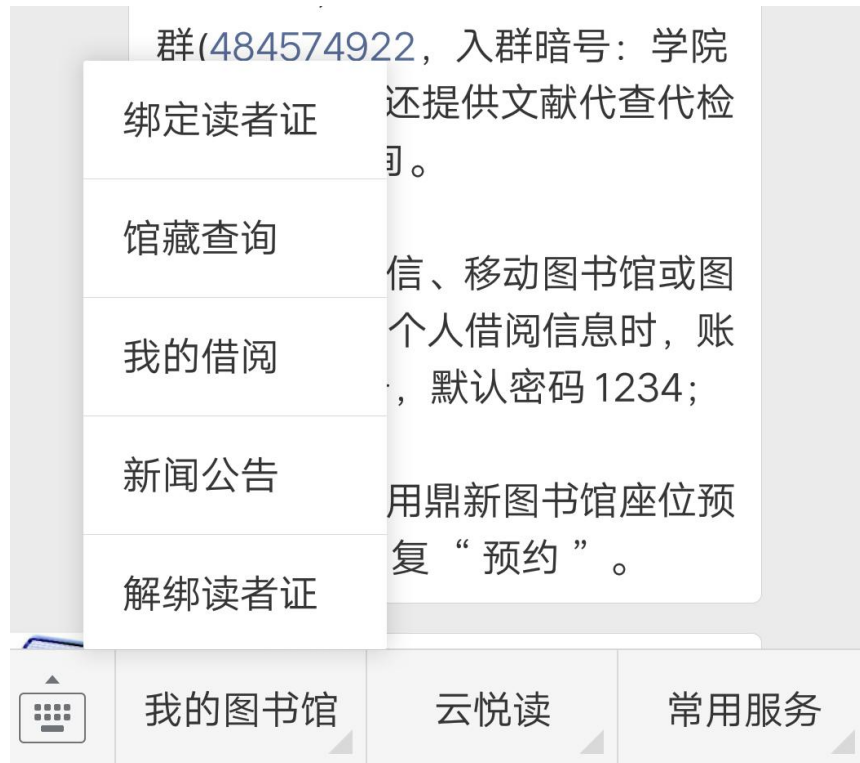 群(484574922，入群暗号：学院
还提供文献代查代检
询。
信、移动图书馆或图
个人借阅信息时，账
，默认密码 1234；
用鼎新图书馆座位预
复“预约”。
绑定读者证
馆藏查询
我的借阅
新闻公告
解绑读者证
我的图书馆
云悦读
常用服务